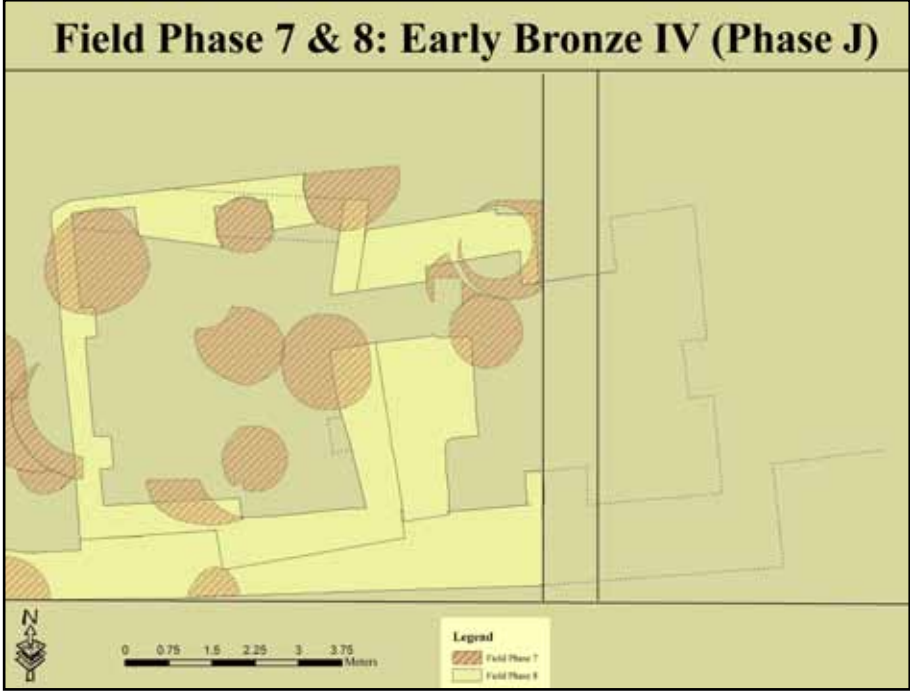 Field Phase 7 & 8: Early Bronze IV (Phase J)
N
0 0.75 1.5 2.25 3 3.75
Meters
Legend
Field Phase 7
Field Phase 8